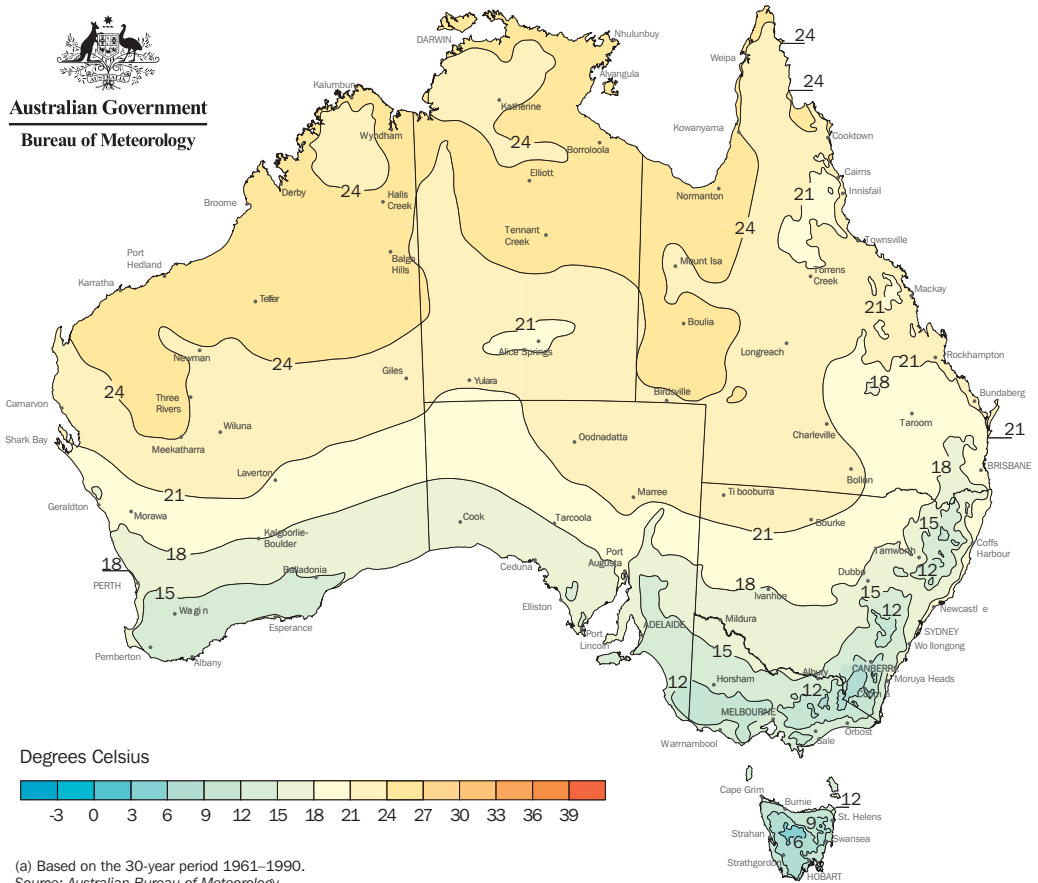 Australian Government
Bureau of Meteorology
DARWIN
Nhulunbuy
24
Weipa
Alyangula
24
Kalumburu
Katherine
Kowanyama
Wyndham
Cooktown
24
Borroloola
Elliott
Cairns
Derby
24
Halls
Creek
Normanton
21
Innisfail
Broome
Tennant
Creek
24
Townsville
Port
Hedland
Balgo
Hills
Mount Isa
Torrens
Creek
Karratha
Telfer
Mackay
21
21
Boulia
Newman
Alice Springs
Longreach
Rockhampton
24
21
Giles
Yulara
18
24
Three
Rivers
Birdsville
Bundaberg
Carnarvon
Taroom
Wiluna
Charleville
21
Shark Bay
Meekatharra
Oodnadatta
BRISBANE
Laverton
18
Bollon
21
Marree
Tibooburra
Geraldton
Morawa
Cook
Tarcoola
Bourke
15
Kalgoorlie-
Boulder
21
Coffs
Harbour
18
Port
Augusta
Tamworth
18
Balladonia
Ceduna
Dubbo
12
PERTH
15
18
Ivanhoe
15
Wagin
Elliston
12
Newcastle
Mildura
Esperance
ADELAIDE
SYDNEY
Port
Lincoln
Wollongong
Pemberton
15
Albany
Albury
CANBERRA
12
Horsham
12
Moruya Heads
Cooma
MELBOURNE
Orbost
Warrnambool
Sale
Degrees Celsius
-3 0 3 6 9 12 15 18 21 24 27 30 33 36 39
Cape Grim
Burnie
12
St. Helens
9
Strahan
6
Swansea
Strathgordon
HOBART
(a) Based on the 30-year period 1961–1990.
Source: Australian Bureau of Meteorology